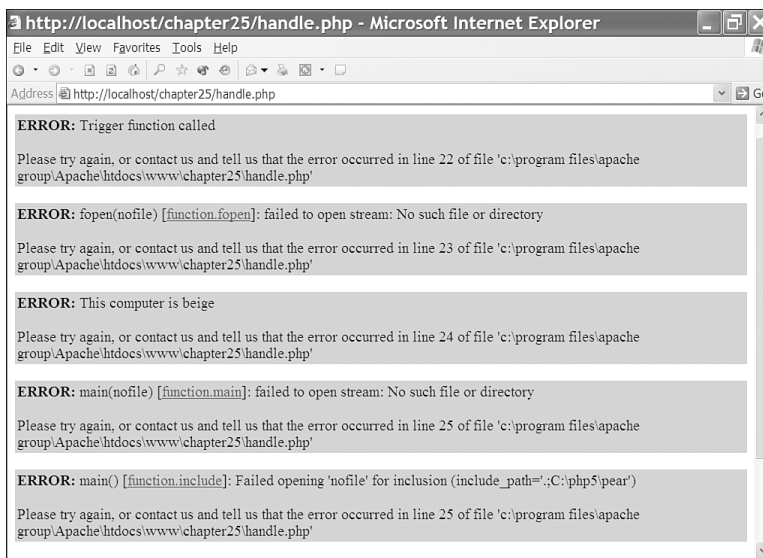 http://localhost/chapter25/handle.php - Microsoft Internet Explorer
File Edit View Favorites Tools Help
Address http://localhost/chapter25/handle.php
ERROR: Trigger function called
Please try again, or contact us and tell us that the error occurred in line 22 of file 'c:\program files\apache
group\Apache\htdocs\www\chapter25\handle.php'
ERROR: fopen(nofile) [function.fopen]: failed to open stream: No such file or directory
Please try again, or contact us and tell us that the error occurred in line 23 of file 'c:\program files\apache
group\Apache\htdocs\www\chapter25\handle.php'
ERROR: This computer is beige
Please try again, or contact us and tell us that the error occurred in line 24 of file 'c:\program files\apache
group\Apache\htdocs\www\chapter25\handle.php'
ERROR: main(nofile) [function.main]: failed to open stream: No such file or directory
Please try again, or contact us and tell us that the error occurred in line 25 of file 'c:\program files\apache
group\Apache\htdocs\www\chapter25\handle.php'
ERROR: main() [function.include]: Failed opening 'nofile' for inclusion (include_path='.;C:\php5\pear')
Please try again, or contact us and tell us that the error occurred in line 25 of file 'c:\program files\apache
group\Apache\htdocs\www\chapter25\handle.php'